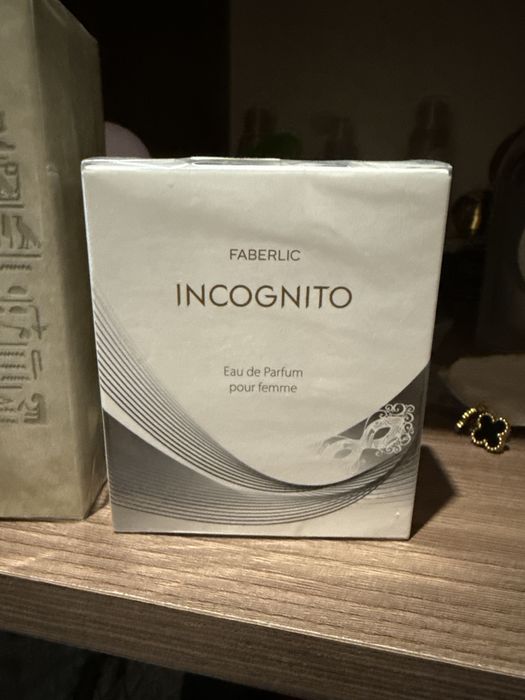 FABERLIC
INCOGNITO
Eau de Parfum
pour femme